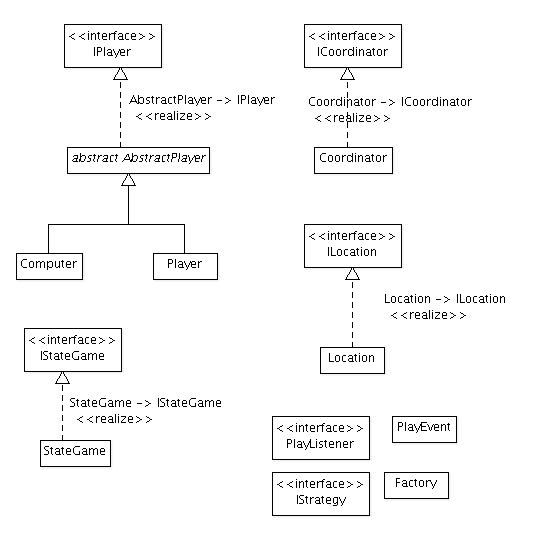 <<interface>>
IPlayer
<<interface>>
ICoordinator
AbstractPlayer -> IPlayer
<<realize>>
Coordinator -> ICoordinator
<<realize>>
abstract AbstractPlayer
Coordinator
Computer
Player
<<interface>>
ILocation
Location -> ILocation
<<realize>>
<<interface>>
IStateGame
Location
StateGame -> IStateGame
<<realize>>
StateGame
<<interface>>
PlayListener
PlayEvent
<<interface>>
IStrategy
Factory